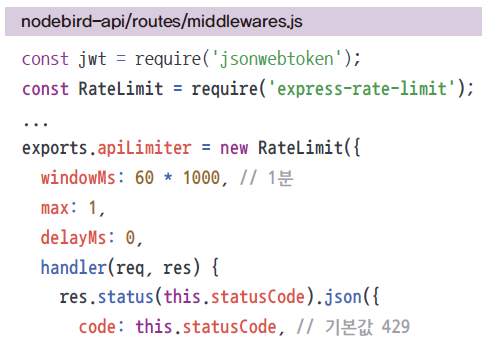 nodebird-api/routes/middlewares.js
const jwt = require('jsonwebtoken');
const RateLimit = require('express-rate-limit');
...
exports.apiLimiter = new RateLimit({
  windowMs: 60 * 1000, // 1분
  max: 1,
  delayMs: 0,
  handler(req, res) {
    res.status(this.statusCode).json({
      code: this.statusCode, // 기본값 429